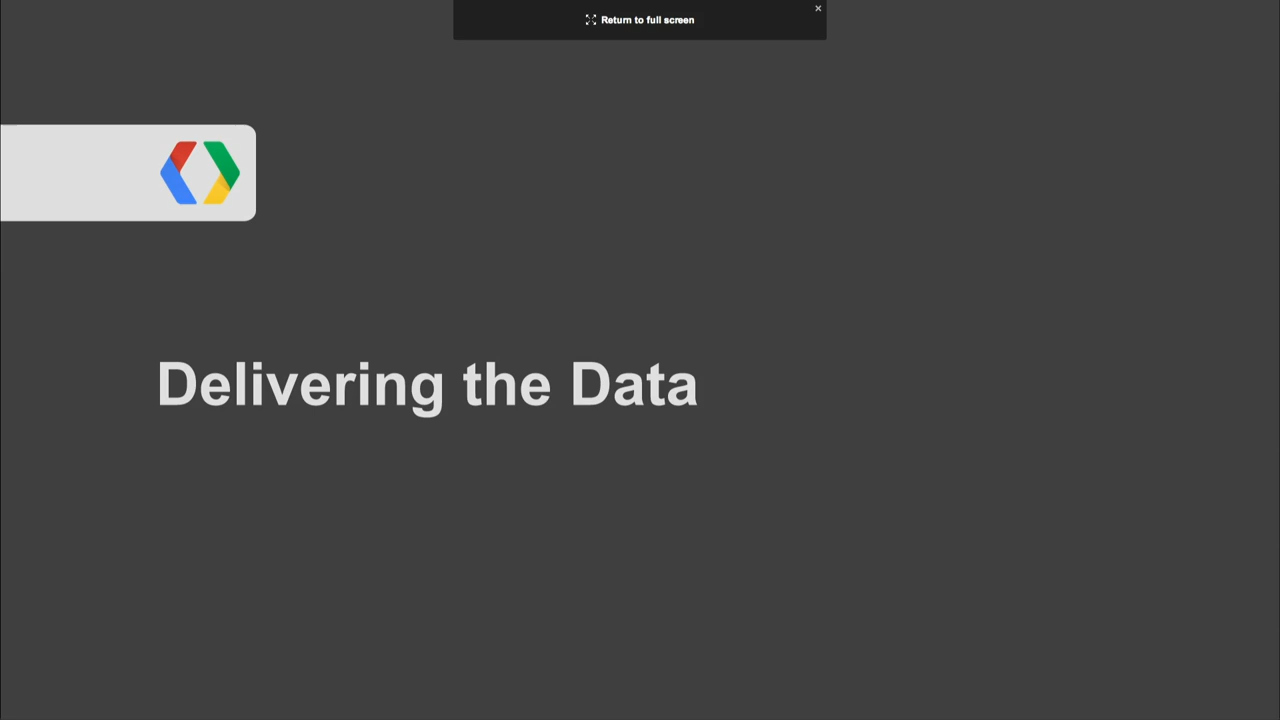 Return to full screen
Delivering the Data